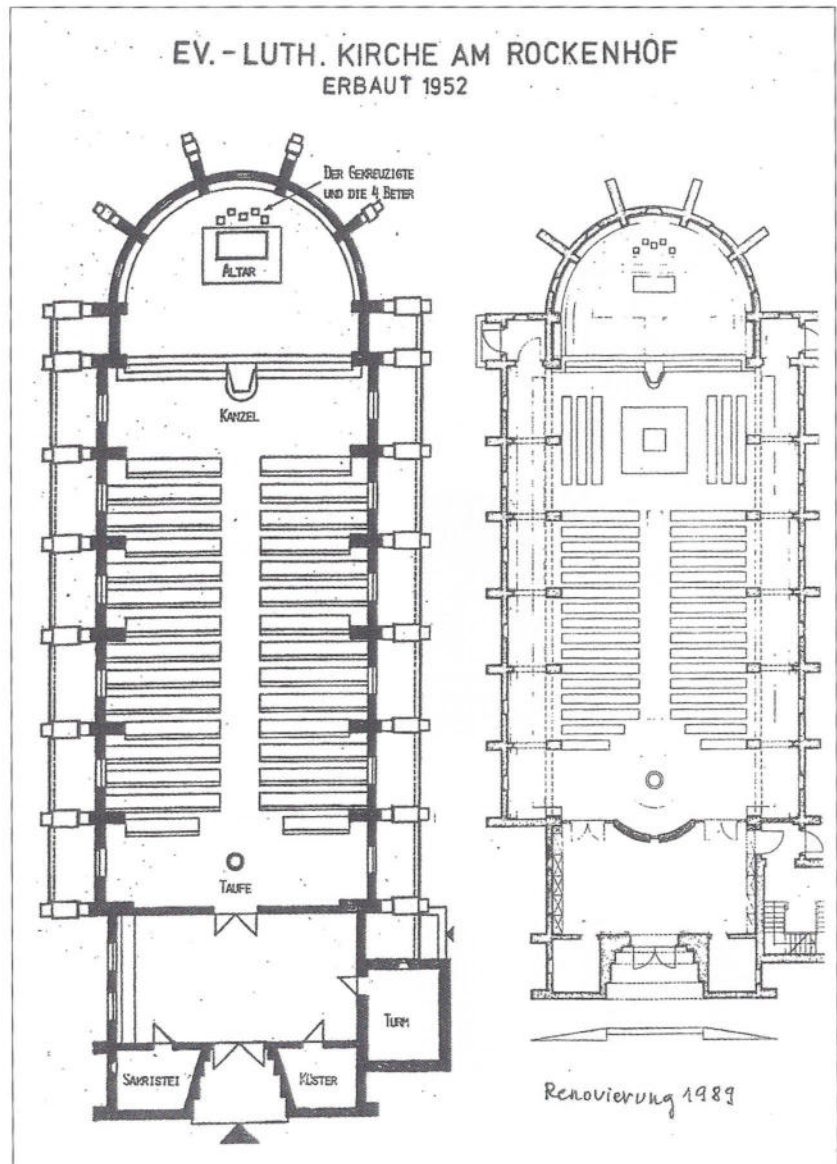 EV.-LUTH. KIRCHE AM ROCKENHOF
ERBAUT 1952
DER GEKREUZIGTE
UND DIE 4 BETER
ALTAR
KANZEL
TAUFE
TURM
SAKRISTEI
KÜSTER
Renovierung 1989